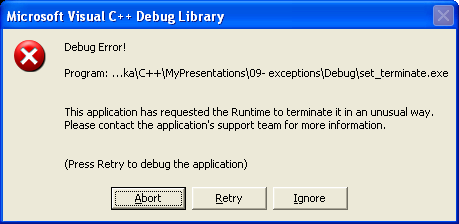 Microsoft Visual C++ Debug Library
Debug Error!
Program: ...ka\C++\MyPresentations\09- exceptions\Debug\set_terminate.exe
This application has requested the Runtime to terminate it in an unusual way.
Please contact the application's support team for more information.
(Press Retry to debug the application)
Abort Retry Ignore